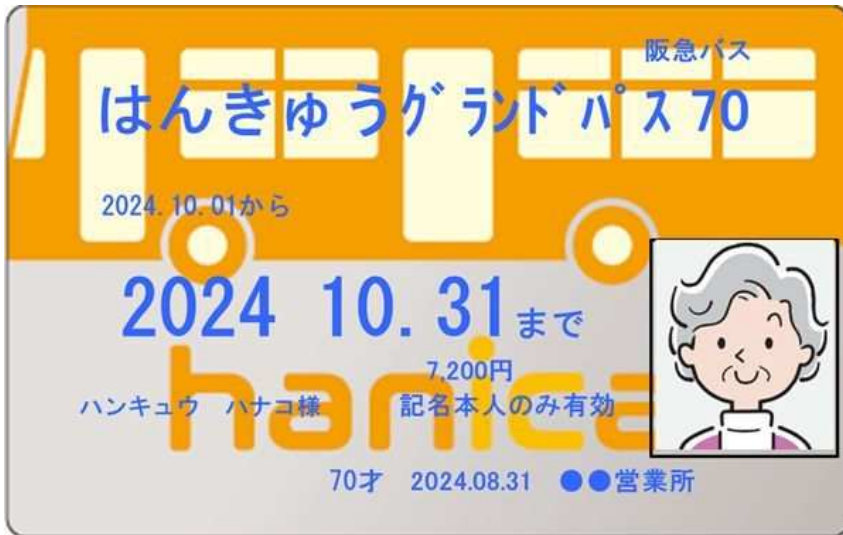 阪急バス
はんきゅうグランドパス70
2024.10.01から
2024 10.31まで
7,200円
ハンキュウ ハナコ様 記名本人のみ有効
hanica
70才 2024.08.31 ●●営業所